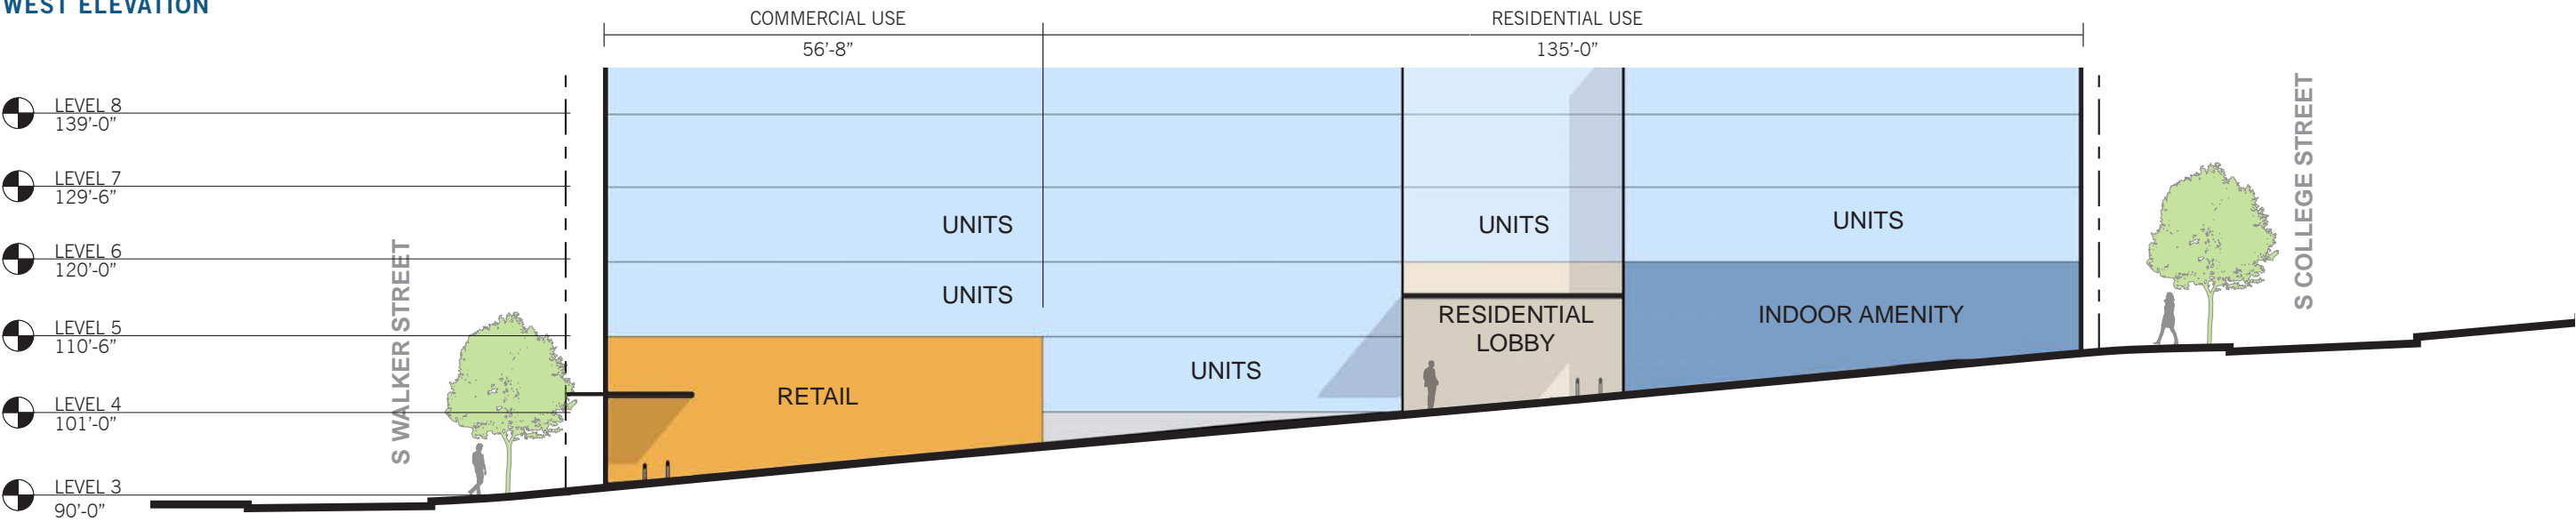 WEST ELEVATION
COMMERCIAL USE
56'-8"
RESIDENTIAL USE
135'-0"
LEVEL 8
139'-0"
LEVEL 7
129'-6"
LEVEL 6
120'-0"
LEVEL 5
110'-6"
LEVEL 4
101'-0"
LEVEL 3
90'-0"
S WALKER STREET
UNITS
UNITS
RETAIL
UNITS
UNITS
RESIDENTIAL
LOBBY
UNITS
INDOOR AMENITY
S COLLEGE STREET